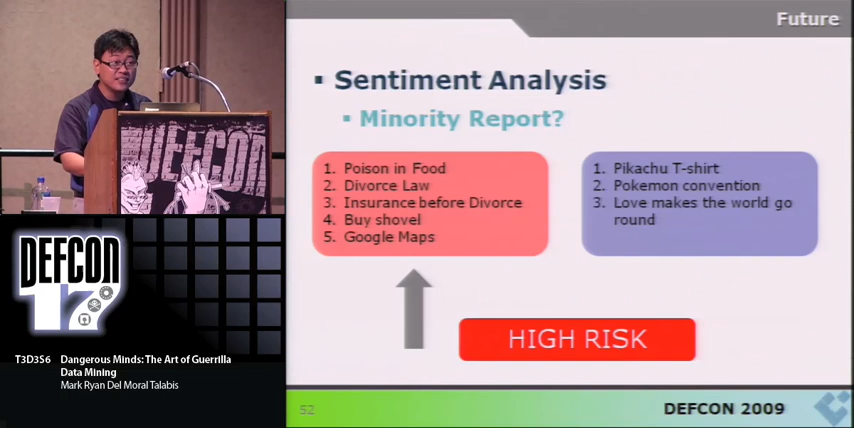 Future
▪ Sentiment Analysis
▪ Minority Report?
1. Poison in Food
2. Divorce Law
3. Insurance before Divorce
4. Buy shovel
5. Google Maps
1. Pikachu T-shirt
2. Pokemon convention
3. Love makes the world go
round
HIGH RISK
52
DEFCON 2009
DEFCON
DEFCON
17
T3D3S6 Dangerous Minds: The Art of Guerrilla
Data Mining
Mark Ryan Del Moral Talabis